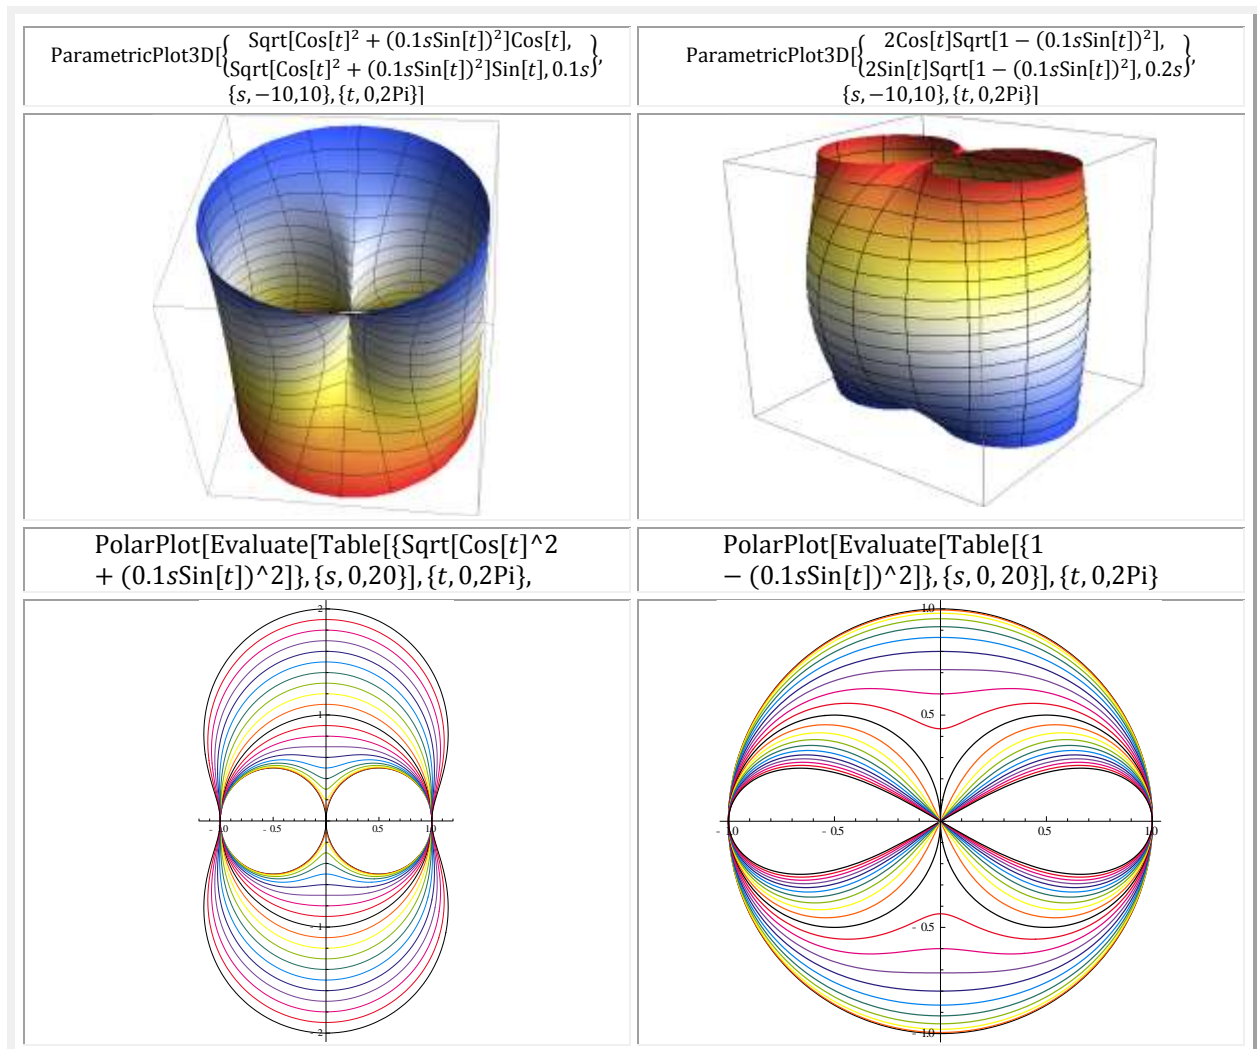 ParametricPlot3D[{Sqrt[Cos[t]² + (0.1sSin[t])²]Cos[t],
Sqrt[Cos[t]² + (0.1sSin[t])²]Sin[t], 0.1s},
{s, −10,10}, {t, 0,2Pi}]
ParametricPlot3D[{2Cos[t]Sqrt[1 − (0.1sSin[t])²],
2Sin[t]Sqrt[1 − (0.1sSin[t])²], 0.2s},
{s, −10,10}, {t, 0,2Pi}]
PolarPlot[Evaluate[Table[{Sqrt[Cos[t]^2
+ (0.1sSin[t])^2]}, {s, 0,20}], {t, 0,2Pi},
PolarPlot[Evaluate[Table[{1
− (0.1sSin[t])^2]}, {s, 0, 20}], {t, 0,2Pi}
2
1
- 1.0
- 0.5
0.5
1.0
- 1
- 2
1.0
0.5
- 1.0
- 0.5
0.5
1.0
- 0.5
- 1.0